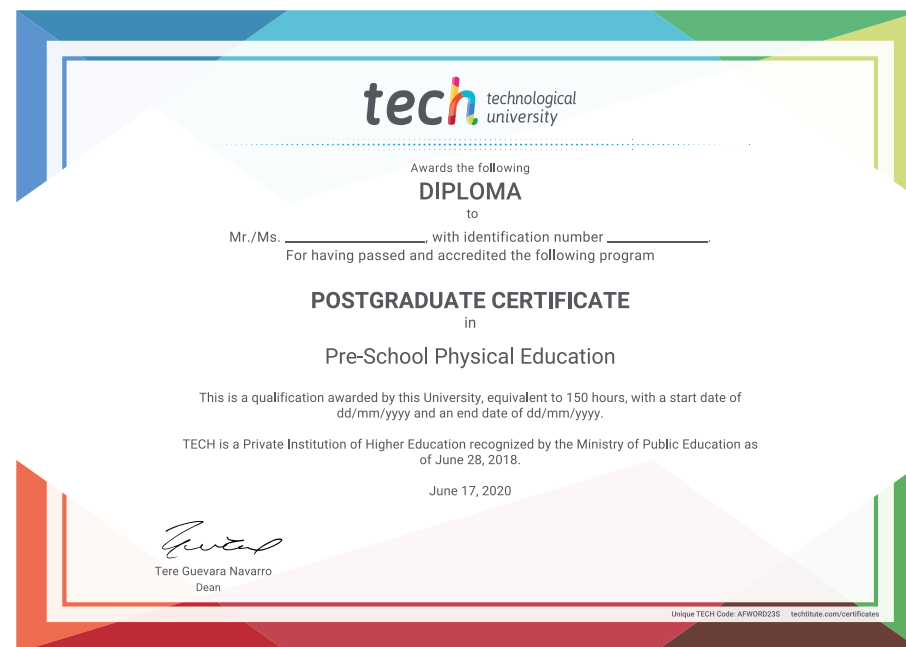 tech technological
university
Awards the following
DIPLOMA
to
Mr./Ms. ____________________, with identification number ______________.
For having passed and accredited the following program
POSTGRADUATE CERTIFICATE
in
Pre-School Physical Education
This is a qualification awarded by this University, equivalent to 150 hours, with a start date of
dd/mm/yyyy and an end date of dd/mm/yyyy.
TECH is a Private Institution of Higher Education recognized by the Ministry of Public Education as
of June 28, 2018.
June 17, 2020
Tere Guevara Navarro
Dean
Unique TECH Code: AFWORD23S techtitute.com/certificates